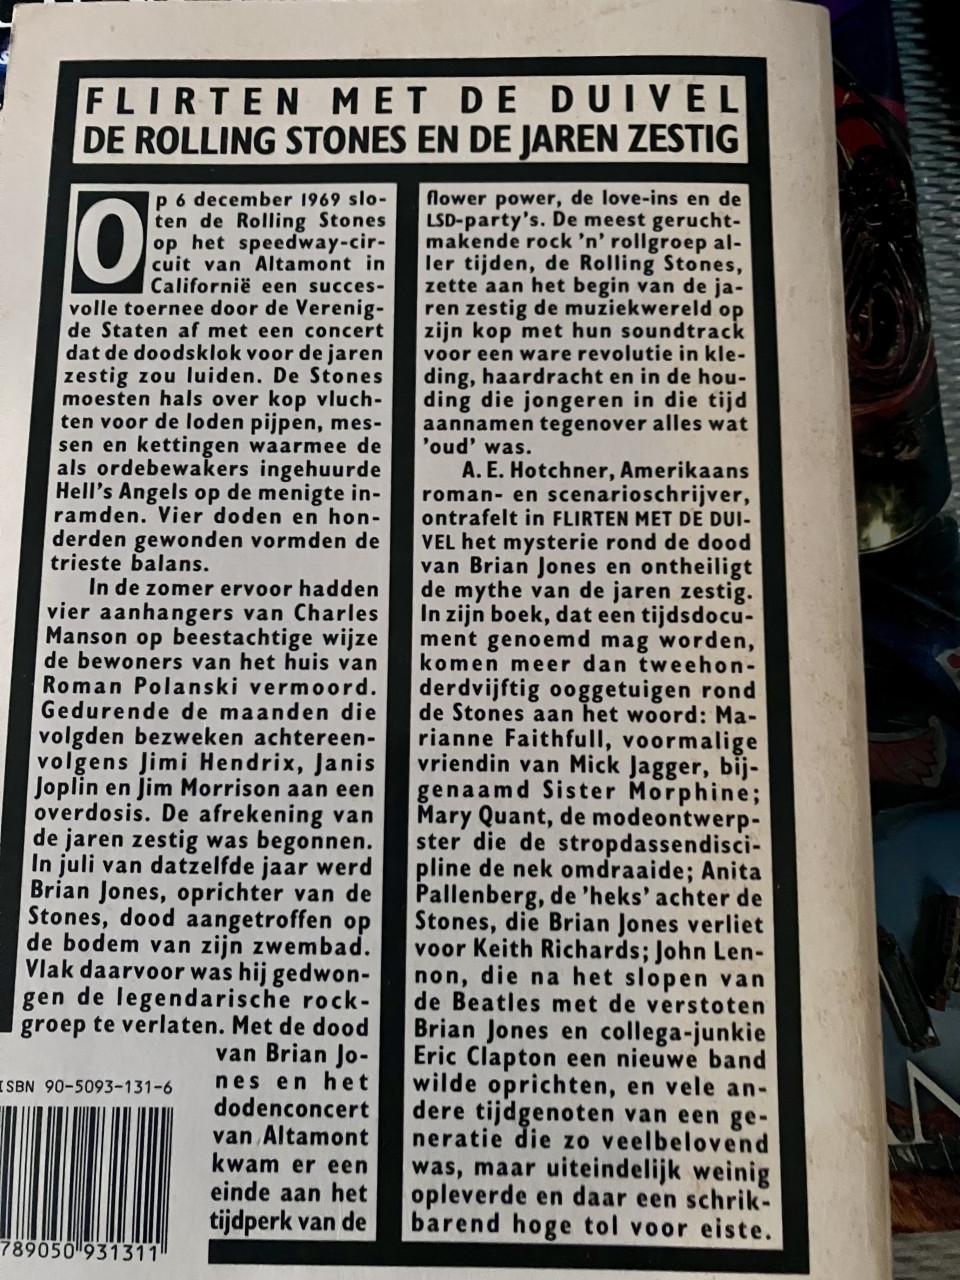 FLIRTEN MET DE DUIVEL
DE ROLLING STONES EN DE JAREN ZESTIG
Op 6 december 1969 slo-
ten de Rolling Stones
op het speedway-cir-
cuit van Altamont in
Californië een succes-
volle toernee door de Verenig-
de Staten af met een concert
dat de doodsklok voor de jaren
zestig zou luiden. De Stones
moesten hals over kop vluch-
ten voor de loden pijpen, mes-
sen en kettingen waarmee de
als ordebewakers ingehuurde
Hell's Angels op de menigte in-
ramden. Vier doden en hon-
derden gewonden vormden de
trieste balans.
In de zomer ervoor hadden
vier aanhangers van Charles
Manson op beestachtige wijze
de bewoners van het huis van
Roman Polanski vermoord.
Gedurende de maanden die
volgden bezweken achtereen-
volgens Jimi Hendrix, Janis
Joplin en Jim Morrison aan een
overdosis. De afrekening van
de jaren zestig was begonnen.
In juli van datzelfde jaar werd
Brian Jones, oprichter van de
Stones, dood aangetroffen op
de bodem van zijn zwembad.
Vlak daarvoor was hij gedwon-
gen de legendarische rock-
groep te verlaten. Met de dood
van Brian Jo-
nes en het
dodenconcert
van Altamont
kwam er een
einde aan het
tijdperk van de
flower power, de love-ins en de
LSD-party's. De meest gerucht-
makende rock 'n' rollgroep al-
ler tijden, de Rolling Stones,
zette aan het begin van de ja-
ren zestig de muziekwereld op
zijn kop met hun soundtrack
voor een ware revolutie in kle-
ding, haardracht en in de hou-
ding die jongeren in die tijd
aannamen tegenover alles wat
'oud' was.
A. E. Hotchner, Amerikaans
roman- en scenarioschrijver,
ontrafelt in FLIRTEN MET DE DUI-
VEL het mysterie rond de dood
van Brian Jones en ontheiligt
de mythe van de jaren zestig.
In zijn boek, dat een tijdsdocu-
ment genoemd mag worden,
komen meer dan tweehon-
derdvijftig ooggetuigen rond
de Stones aan het woord: Ma-
rianne Faithfull, voormalige
vriendin van Mick Jagger, bij-
genaamd Sister Morphine;
Mary Quant, de modeontwerp-
ster die de stropdassendisci-
pline de nek omdraaide; Anita
Pallenberg, de 'heks' achter de
Stones, die Brian Jones verliet
voor Keith Richards; John Len-
non, die na het slopen van
de Beatles met de verstoten
Brian Jones en collega-junkie
Eric Clapton een nieuwe band
wilde oprichten, en vele an-
dere tijdgenoten van een ge-
neratie die zo veelbelovend
was, maar uiteindelijk weinig
opleverde en daar een schrik-
barend hoge tol voor eiste.
ISBN 90-5093-131-6
789050 931311